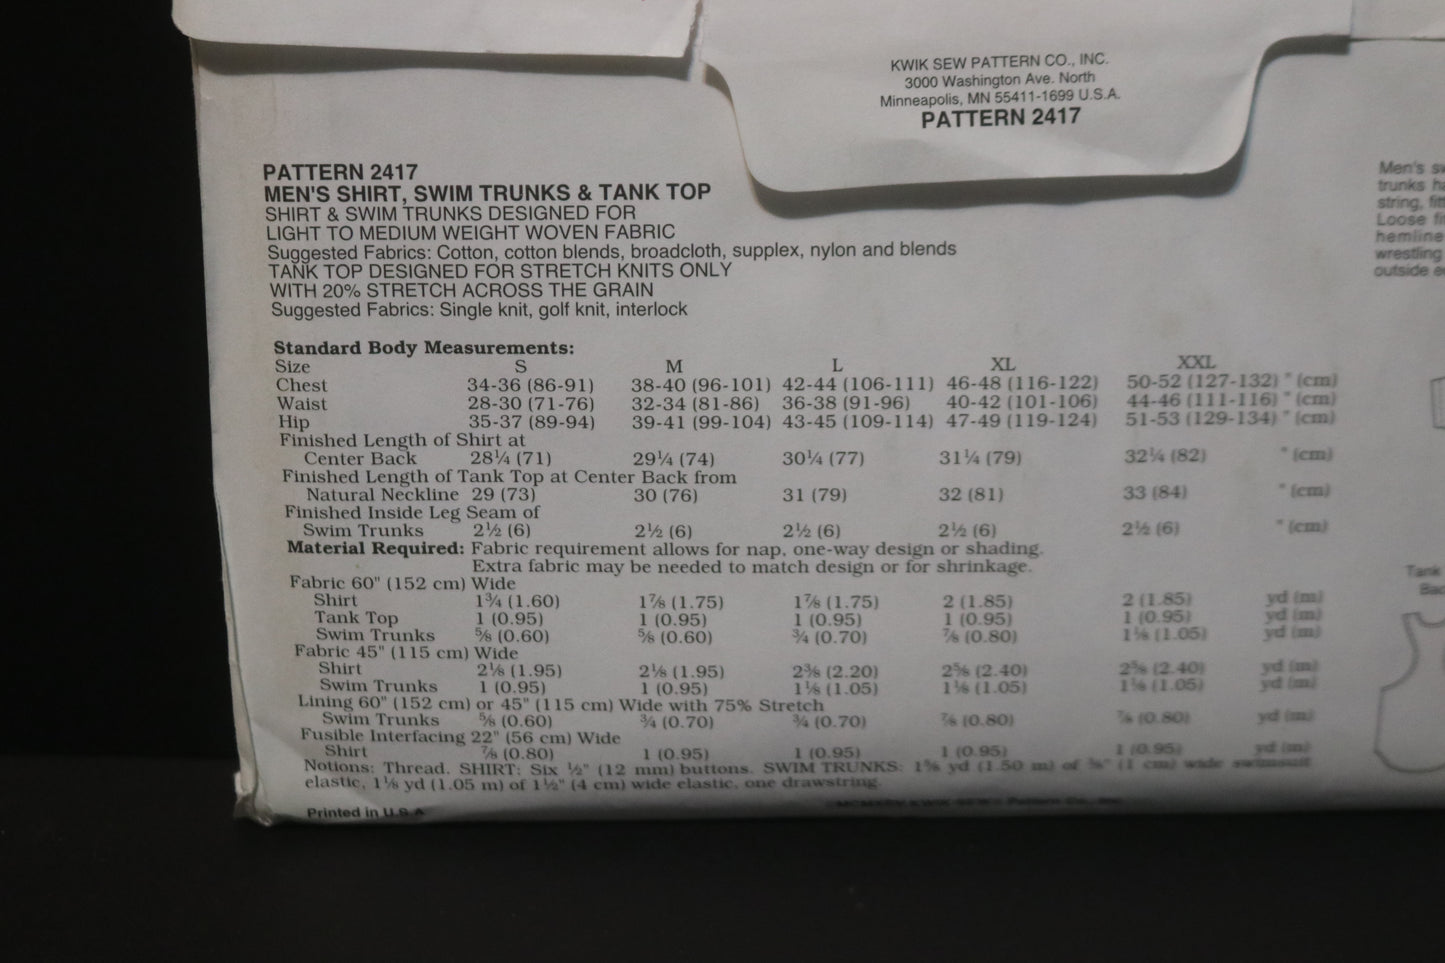 KWIK SEW PATTERN CO., INC.
3000 Washington Ave. North
Minneapolis, MN 55411-1699 U.S.A.
PATTERN 2417
PATTERN 2417
MEN'S SHIRT, SWIM TRUNKS & TANK TOP
SHIRT & SWIM TRUNKS DESIGNED FOR
LIGHT TO MEDIUM WEIGHT WOVEN FABRIC
Suggested Fabrics: Cotton, cotton blends, broadcloth, supplex, nylon and blends
TANK TOP DESIGNED FOR STRETCH KNITS ONLY
WITH 20% STRETCH ACROSS THE GRAIN
Suggested Fabrics: Single knit, golf knit, interlock
Standard Body Measurements:
Size S M L XL XXL
Chest 34-36 (86-91) 38-40 (96-101) 42-44 (106-111) 46-48 (116-122) 50-52 (127-132) " (cm)
Waist 28-30 (71-76) 32-34 (81-86) 36-38 (91-96) 40-42 (101-106) 44-46 (111-116) " (cm)
Hip 35-37 (89-94) 39-41 (99-104) 43-45 (109-114) 47-49 (119-124) 51-53 (129-134) " (cm)
Finished Length of Shirt at
Center Back 28¼ (71) 29¼ (74) 30¼ (77) 31¼ (79) 32¼ (82) " (cm)
Finished Length of Tank Top at Center Back from
Natural Neckline 29 (73) 30 (76) 31 (79) 32 (81) 33 (84) " (cm)
Finished Inside Leg Seam of
Swim Trunks 2½ (6) 2½ (6) 2½ (6) 2½ (6) 2½ (6) " (cm)
Material Required: Fabric requirement allows for nap, one-way design or shading.
Extra fabric may be needed to match design or for shrinkage.
Fabric 60" (152 cm) Wide
Shirt 1¾ (1.60) 1⅞ (1.75) 1⅞ (1.75) 2 (1.85) 2 (1.85) yd (m)
Tank Top 1 (0.95) 1 (0.95) 1 (0.95) 1 (0.95) 1 (0.95) yd (m)
Swim Trunks ⅝ (0.60) ⅝ (0.60) ¾ (0.70) ⅞ (0.80) 1⅛ (1.05) yd (m)
Fabric 45" (115 cm) Wide
Shirt 2⅛ (1.95) 2⅛ (1.95) 2⅜ (2.20) 2⅝ (2.40) 2⅝ (2.40) yd (m)
Swim Trunks 1 (0.95) 1 (0.95) 1⅛ (1.05) 1⅛ (1.05) 1⅛ (1.05) yd (m)
Lining 60" (152 cm) or 45" (115 cm) Wide with 75% Stretch
Swim Trunks ⅝ (0.60) ¾ (0.70) ¾ (0.70) ⅞ (0.80) ⅞ (0.80) yd (m)
Fusible Interfacing 22" (56 cm) Wide
Shirt ⅞ (0.80) 1 (0.95) 1 (0.95) 1 (0.95) 1 (0.95) yd (m)
Notions: Thread. SHIRT: Six ½" (12 mm) buttons. SWIM TRUNKS: 1⅝ yd (1.50 m) of ⅜" (1 cm) wide swimsuit
elastic, 1⅛ yd (1.05 m) of 1½" (4 cm) wide elastic, one drawstring.
Printed in U.S.A
Men's
trunks
string,
Loose
hemline
wrestling
outside
Tank